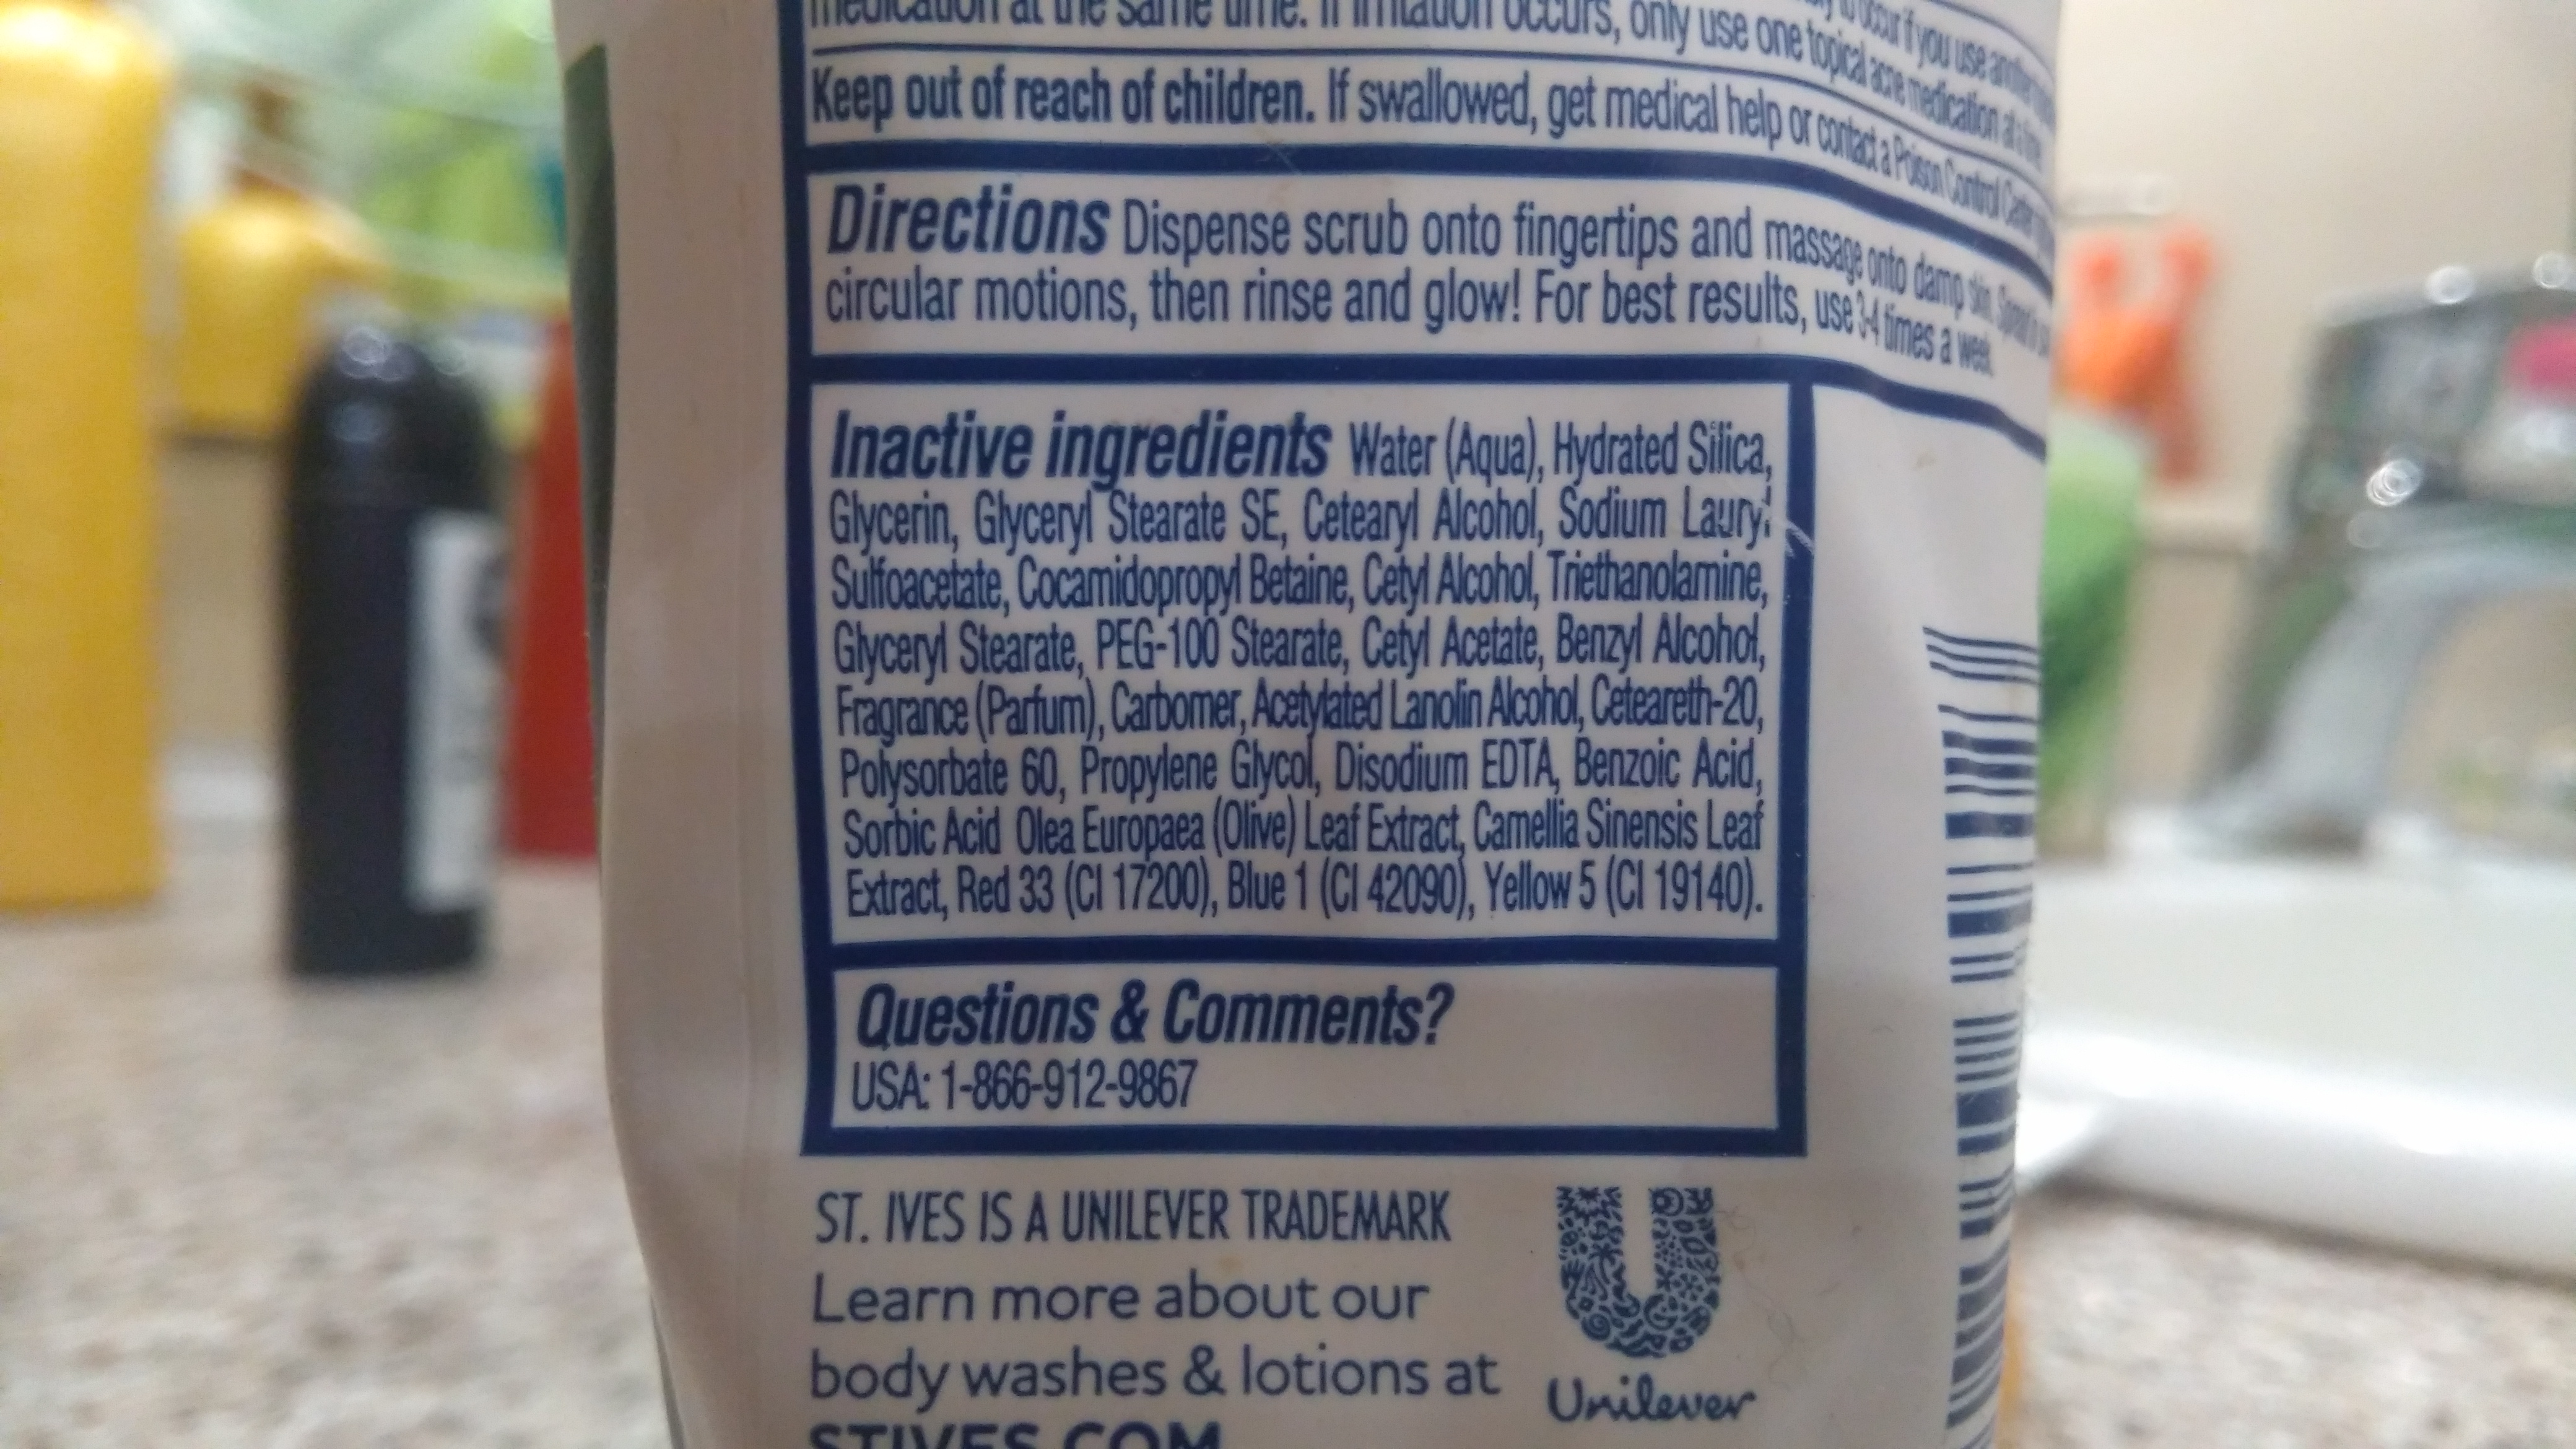 medication at the same time. If irritation occurs, only use one topical acne medication at a time.
Keep out of reach of children. If swallowed, get medical help or contact a Poison Control Center
Directions Dispense scrub onto fingertips and massage onto damp skin.
circular motions, then rinse and glow! For best results, use 3-4 times a week.
Inactive ingredients Water (Aqua), Hydrated Silica,
Glycerin, Glyceryl Stearate SE, Cetearyl Alcohol, Sodium Lauryl
Sulfoacetate, Cocamidopropyl Betaine, Cetyl Alcohol, Triethanolamine,
Glyceryl Stearate, PEG-100 Stearate, Cetyl Acetate, Benzyl Alcohol,
Fragrance (Parfum), Carbomer, Acetylated Lanolin Alcohol, Ceteareth-20,
Polysorbate 60, Propylene Glycol, Disodium EDTA, Benzoic Acid,
Sorbic Acid Olea Europaea (Olive) Leaf Extract, Camellia Sinensis Leaf
Extract, Red 33 (CI 17200), Blue 1 (CI 42090), Yellow 5 (CI 19140).
Questions & Comments?
USA: 1-866-912-9867
ST. IVES IS A UNILEVER TRADEMARK
Learn more about our
body washes & lotions at
STIVES.COM
Unilever